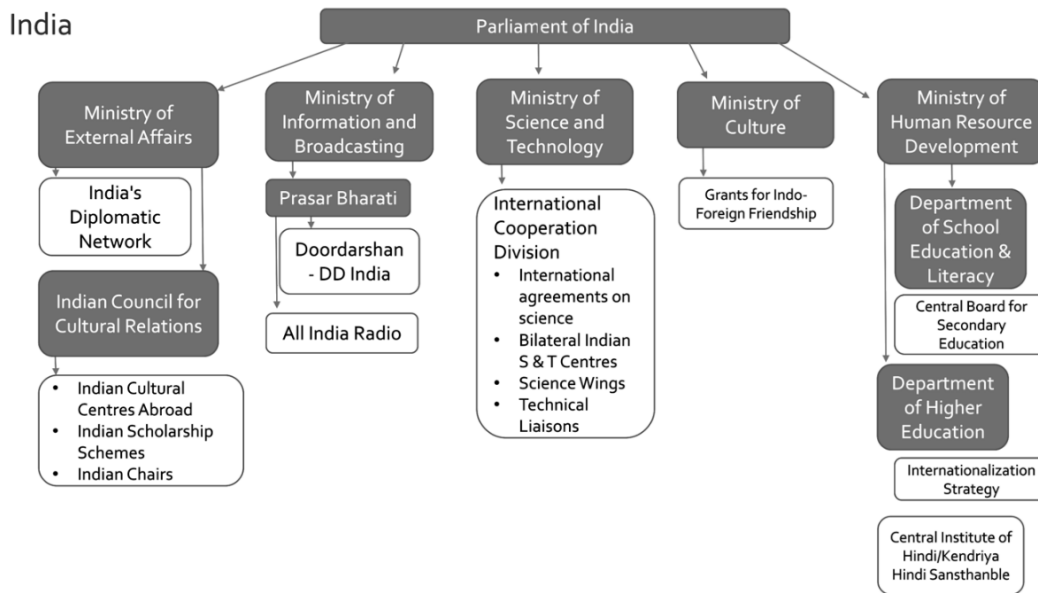 India
Parliament of India
Ministry of
External Affairs
India's
Diplomatic
Network
Indian Council for
Cultural Relations
• Indian Cultural
Centres Abroad
• Indian Scholarship
Schemes
• Indian Chairs
Ministry of
Information and
Broadcasting
Prasar Bharati
Doordarshan
- DD India
All India Radio
Ministry of
Science and
Technology
International
Cooperation
Division
• International
agreements on
science
• Bilateral Indian
S & T Centres
• Science Wings
• Technical
Liaisons
Ministry of
Culture
Grants for Indo-
Foreign Friendship
Ministry of
Human Resource
Development
Department
of School
Education &
Literacy
Central Board for
Secondary
Education
Department
of Higher
Education
Internationalization
Strategy
Central Institute of
Hindi/Kendriya
Hindi Sansthanble